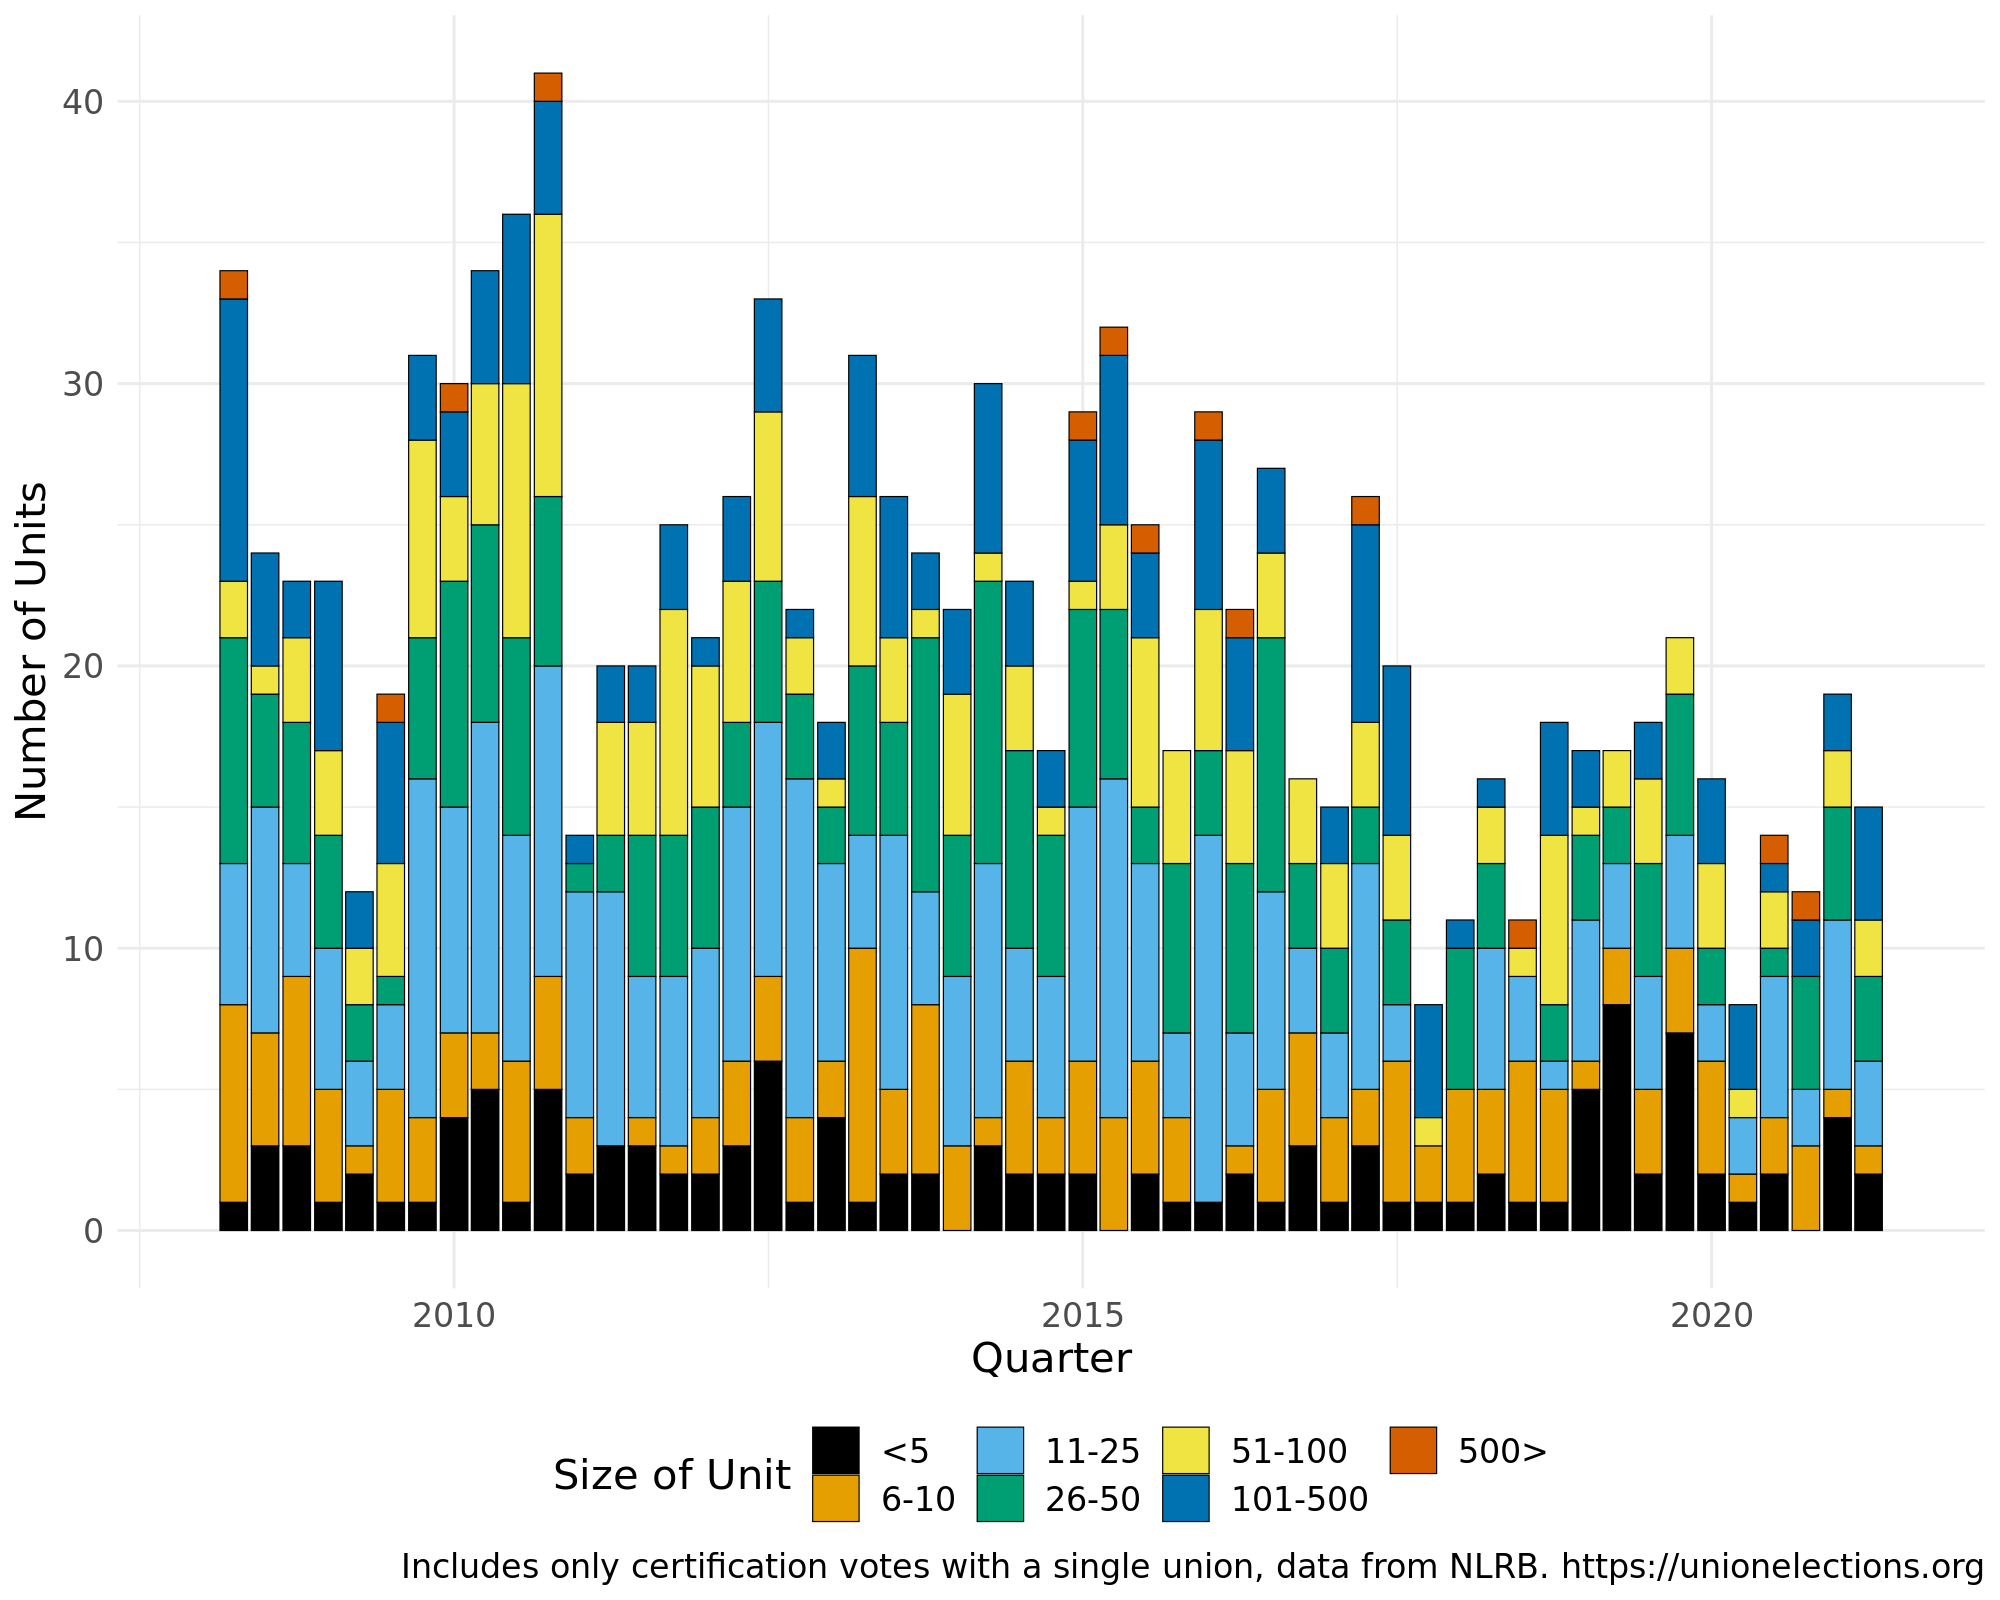 40
30
20
10
0
Number of Units
2010 2015 2020
Quarter
Size of Unit
<5 11-25 51-100 500>
6-10 26-50 101-500
Includes only certification votes with a single union, data from NLRB. https://unionelections.org